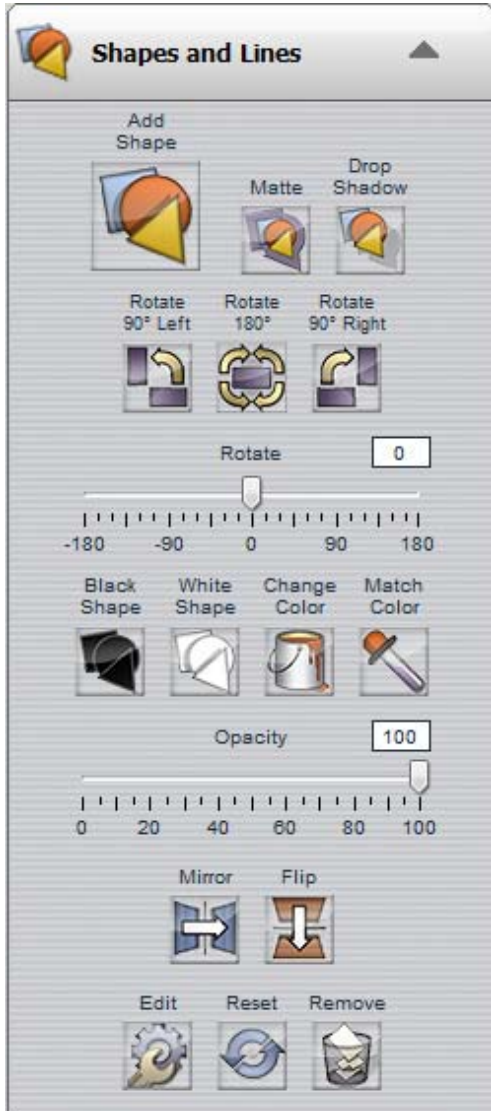 Shapes and Lines
Add
Shape
Matte
Drop
Shadow
Rotate
90° Left
Rotate
180°
Rotate
90° Right
Rotate 0
-180 -90 0 90 180
Black
Shape
White
Shape
Change
Color
Match
Color
Opacity 100
0 20 40 60 80 100
Mirror Flip
Edit Reset Remove